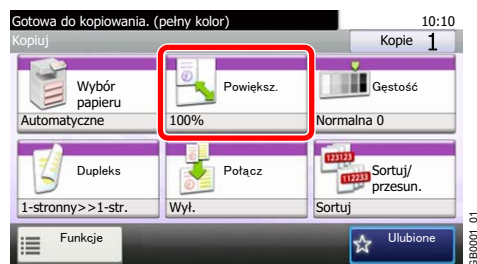 Gotowa do kopiowania. (pełny kolor)
10:10
Kopiuj
Kopie 1
Wybór
papieru
Automatyczne
Powiększ.
100%
Gęstość
Normalna 0
Dupleks
1-stronny>>1-str.
Połącz
Wył.
123123
112233
Sortuj/
przesun.
Sortuj
Funkcje
Ulubione
GB0001_01